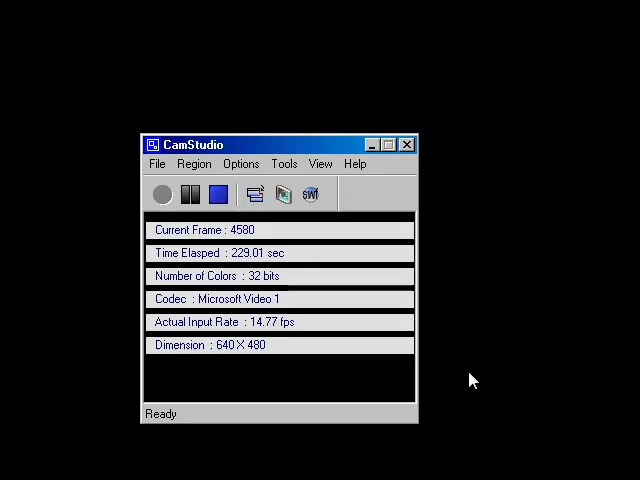 CamStudio
File Region Options Tools View Help
SWF
Current Frame : 4580
Time Elasped : 229.01 sec
Number of Colors : 32 bits
Codec : Microsoft Video 1
Actual Input Rate : 14.77 fps
Dimension : 640 X 480
Ready